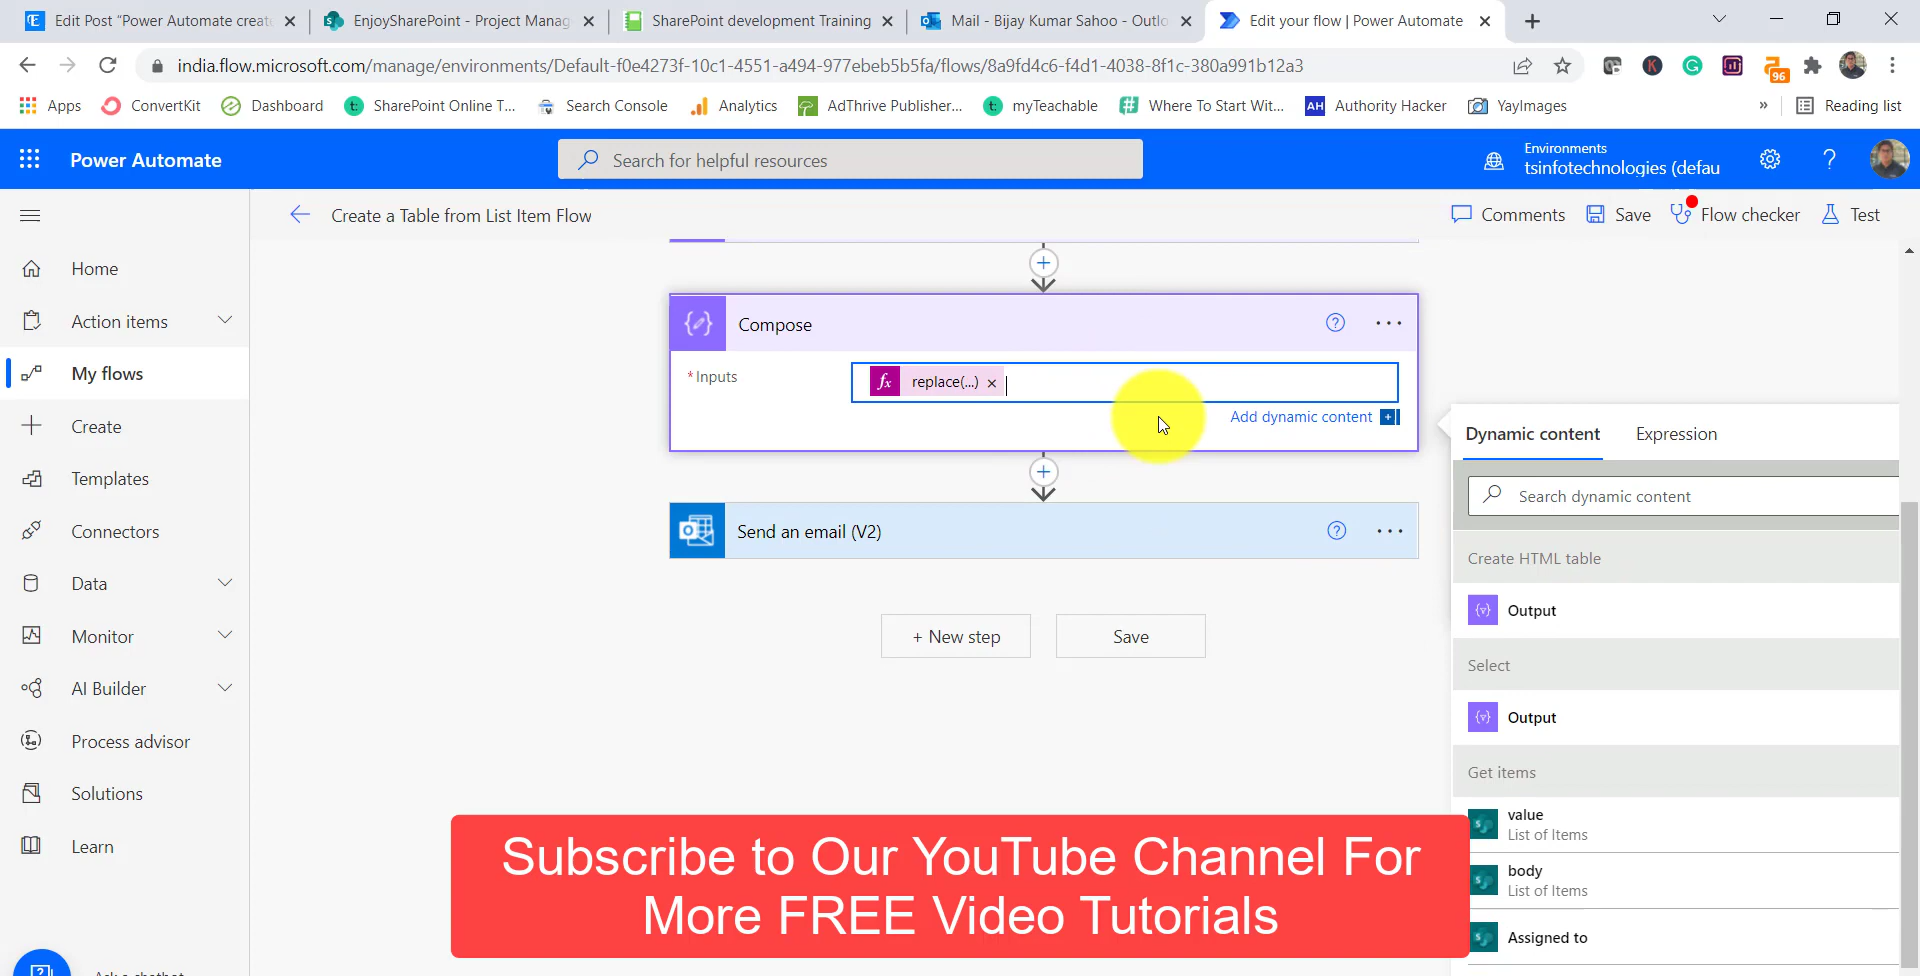 Edit Post "Power Automate creat
EnjoySharePoint - Project Manag
SharePoint development Training
Mail - Bijay Kumar Sahoo - Outlo
Edit your flow | Power Automate
india.flow.microsoft.com/manage/environments/Default-f0e4273f-10c1-4551-a494-977ebeb5b5fa/flows/8a9fd4c6-f4d1-4038-8f1c-380a991b12a3
96
Apps
ConvertKit
Dashboard
SharePoint Online T...
Search Console
Analytics
AdThrive Publisher...
myTeachable
Where To Start Wit...
AH
Authority Hacker
YayImages
»
Reading list
Power Automate
Search for helpful resources
Environments
tsinfotechnologies (defau
?
Create a Table from List Item Flow
Comments
Save
Flow checker
Test
Home
Action items
My flows
Create
Templates
Connectors
Data
Monitor
AI Builder
Process advisor
Solutions
Learn
Compose
* Inputs
fx replace(...) ×
Add dynamic content
Send an email (V2)
+ New step
Save
Dynamic content
Expression
Search dynamic content
Create HTML table
Output
Select
Output
Get items
value
List of Items
body
List of Items
Assigned to
Subscribe to Our YouTube Channel For
More FREE Video Tutorials